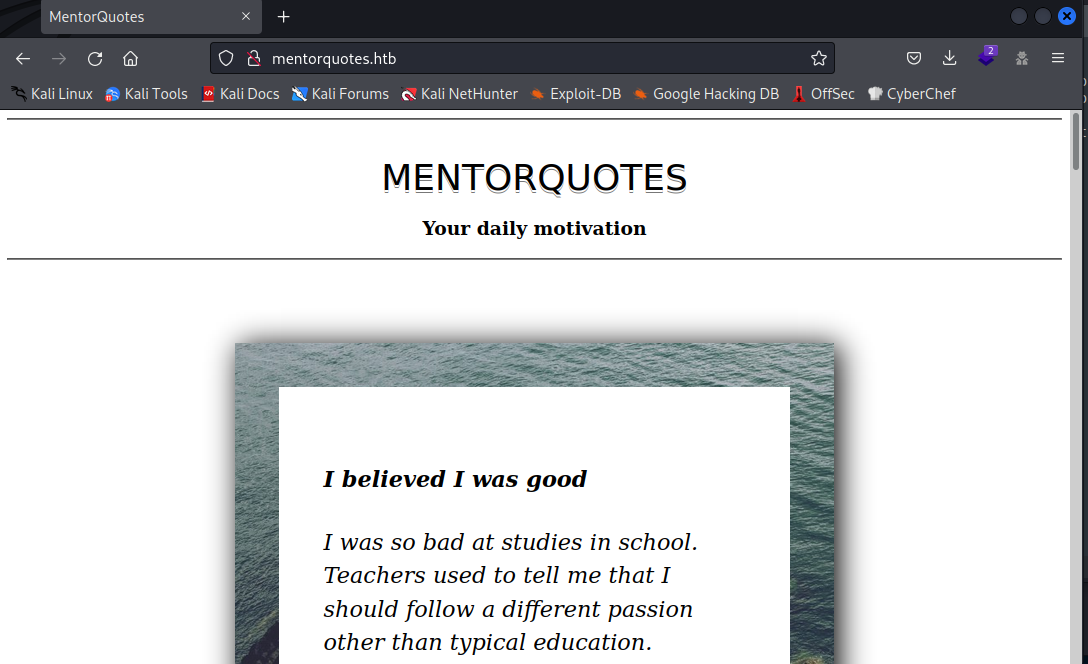 MentorQuotes
mentorquotes.htb
2
Kali Linux Kali Tools Kali Docs Kali Forums Kali NetHunter Exploit-DB Google Hacking DB OffSec CyberChef
MENTORQUOTES
Your daily motivation
I believed I was good
I was so bad at studies in school.
Teachers used to tell me that I
should follow a different passion
other than typical education.